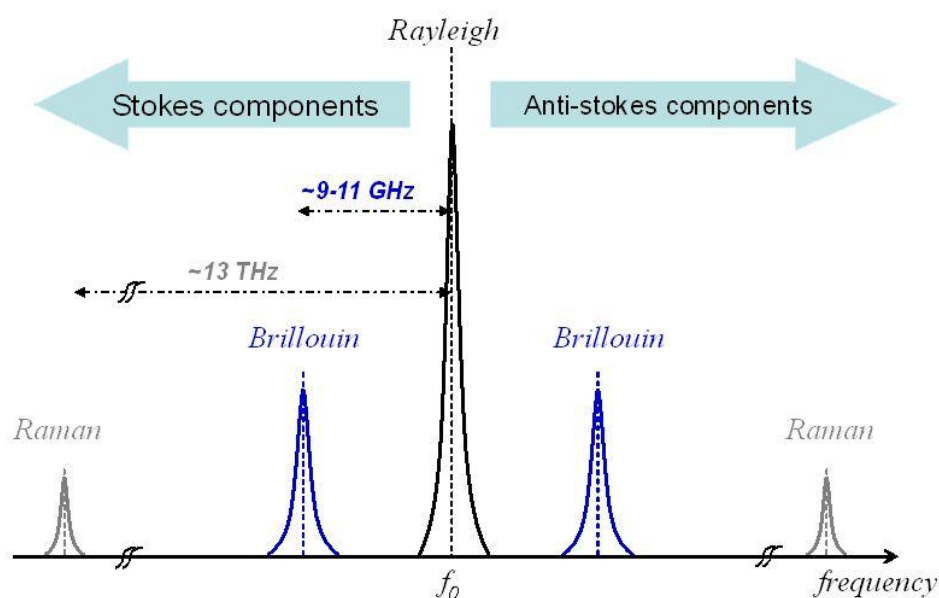 Rayleigh
Stokes components
Anti-stokes components
~9-11 GHz
~13 THz
Brillouin
Brillouin
Raman
Raman
f0
frequency